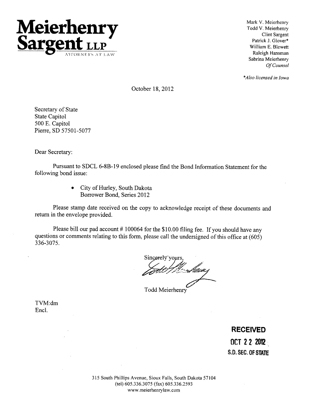 Meierhenry
Sargent LLP
ATTORNEYS AT LAW
Mark V. Meierhenry
Todd V. Meierhenry
Clint Sargent
Patrick J. Glover*
William E. Blewett
Raleigh Hansman
Sabrina Meierhenry
Of Counsel
*Also licensed in Iowa
October 18, 2012
Secretary of State
State Capitol
500 E. Capitol
Pierre, SD 57501-5077
Dear Secretary:
Pursuant to SDCL 6-8B-19 enclosed please find the Bond Information Statement for the
following bond issue:
• City of Hurley, South Dakota
Borrower Bond, Series 2012
Please stamp date received on the copy to acknowledge receipt of these documents and
return in the envelope provided.
Please bill our pad account # 100064 for the $10.00 filing fee. If you should have any
questions or comments relating to this form, please call the undersigned of this office at (605)
336-3075.
Sincerely yours,
Todd Meierhenry
TVM:dm
Encl.
RECEIVED
OCT 22 2012
S.D. SEC. OF STATE
315 South Phillips Avenue, Sioux Falls, South Dakota 57104
(tel) 605.336.3075 (fax) 605.336.2593
www.meierhenrylaw.com